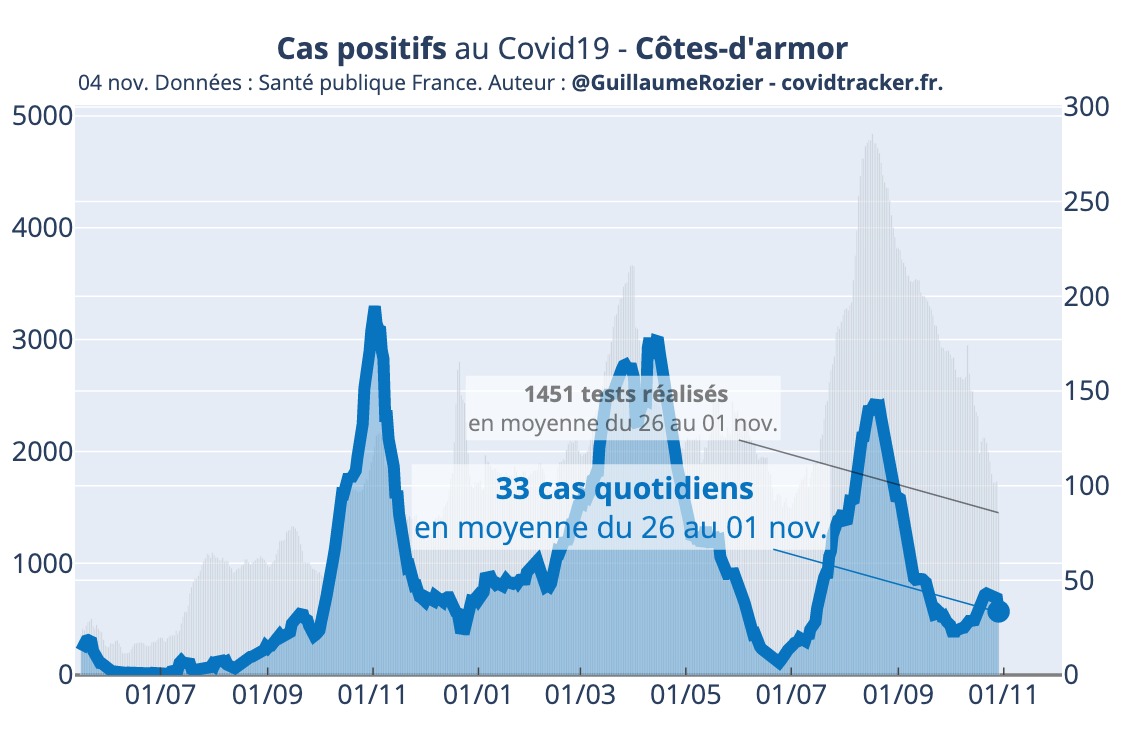 Cas positifs au Covid19 - Côtes-d'armor
04 nov. Données : Santé publique France. Auteur : @GuillaumeRozier - covidtracker.fr.
5000
4000
3000
2000
1000
0
300
250
200
150
100
50
0
1451 tests réalisés
en moyenne du 26 au 01 nov.
33 cas quotidiens
en moyenne du 26 au 01 nov.
01/07 01/09 01/11 01/01 01/03 01/05 01/07 01/09 01/11